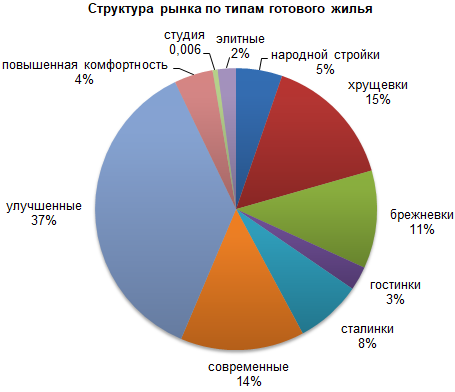 Структура рынка по типам готового жилья
студия
0,006
элитные
2%
народной стройки
5%
повышенная комфортность
4%
хрущевки
15%
улучшенные
37%
брежневки
11%
гостинки
3%
сталинки
8%
современные
14%